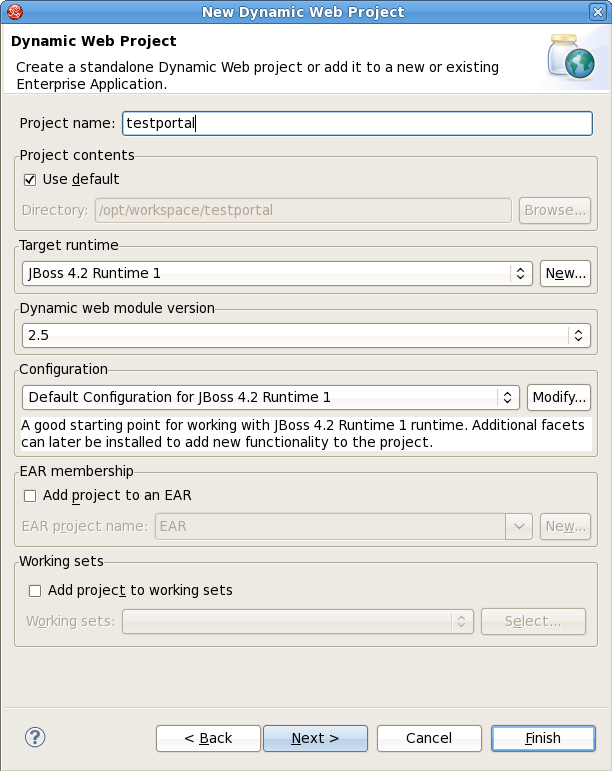 New Dynamic Web Project
Dynamic Web Project
Create a standalone Dynamic Web project or add it to a new or existing
Enterprise Application.
Project name: testportal
Project contents
Use default
Directory: /opt/workspace/testportal Browse...
Target runtime
JBoss 4.2 Runtime 1 New...
Dynamic web module version
2.5
Configuration
Default Configuration for JBoss 4.2 Runtime 1 Modify...
A good starting point for working with JBoss 4.2 Runtime 1 runtime. Additional facets
can later be installed to add new functionality to the project.
EAR membership
Add project to an EAR
EAR project name: EAR New...
Working sets
Add project to working sets
Working sets: Select...
? < Back Next > Cancel Finish